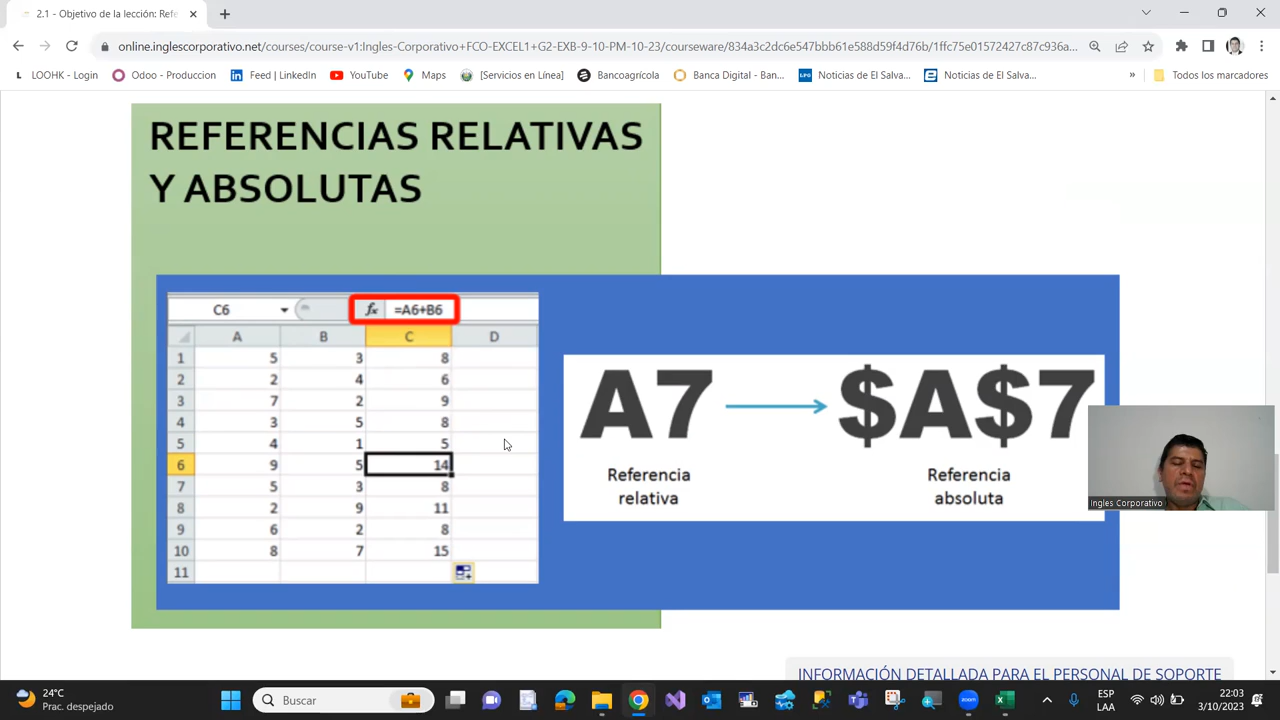 2.1 - Objetivo de la lección: Refe
online.inglescorporativo.net/courses/course-v1:Ingles-Corporativo+FCO-EXCEL1+G2-EXB-9-10-PM-10-23/courseware/834a3c2dc6e547bbb61e588d59f4d76b/1ffc75e01572427c87c936a...
LOOHK - Login
Odoo - Produccion
Feed | LinkedIn
YouTube
Maps
[Servicios en Línea]
Bancoagrícola
Banca Digital - Ban...
LPG Noticias de El Salva...
Noticias de El Salva...
»
Todos los marcadores
REFERENCIAS RELATIVAS
Y ABSOLUTAS
C6 fx =A6+B6
A B C D
1 5 3 8
2 2 4 6
3 7 2 9
4 3 5 8
5 4 1 5
6 9 5 14
7 5 3 8
8 2 9 11
9 6 2 8
10 8 7 15
11
A7 $A$7
Referencia
relativa
Referencia
absoluta
Ingles Corporativo
INFORMACIÓN DETALLADA PARA EL PERSONAL DE SOPORTE
24°C
Prac. despejado
Buscar
ESP
LAA
22:03
3/10/2023